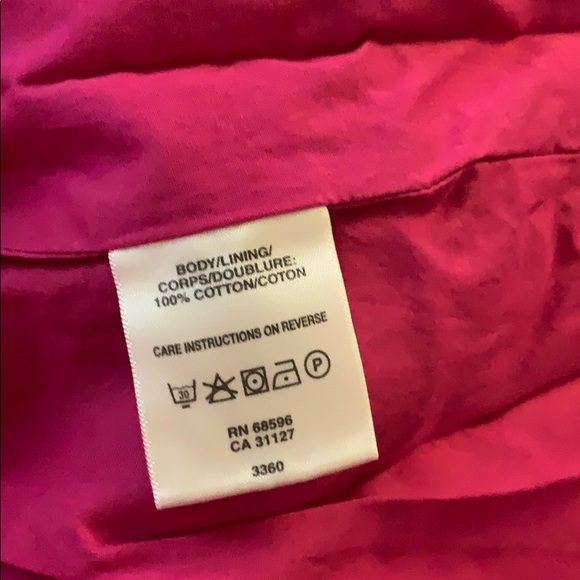 BODY/LINING/
CORPS/DOUBLURE:
100% COTTON/COTON
CARE INSTRUCTIONS ON REVERSE
30 P
RN 68596
CA 31127
3360